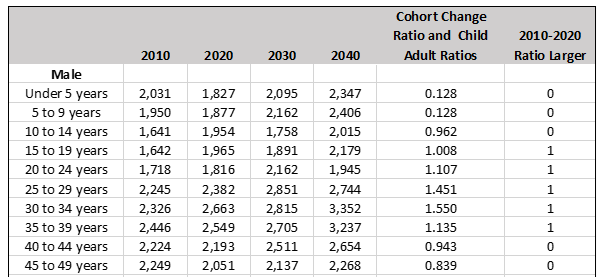 Cohort Change
Ratio and Child 2010-2020
2010 2020 2030 2040 Adult Ratios Ratio Larger
Male
Under 5 years 2,031 1,827 2,095 2,347 0.128 0
5 to 9 years 1,950 1,877 2,162 2,406 0.128 0
10 to 14 years 1,641 1,954 1,758 2,015 0.962 0
15 to 19 years 1,642 1,965 1,891 2,179 1.008 1
20 to 24 years 1,718 1,816 2,162 1,945 1.107 1
25 to 29 years 2,245 2,382 2,851 2,744 1.451 1
30 to 34 years 2,326 2,663 2,815 3,352 1.550 1
35 to 39 years 2,446 2,549 2,705 3,237 1.135 1
40 to 44 years 2,224 2,193 2,511 2,654 0.943 0
45 to 49 years 2,249 2,051 2,137 2,268 0.839 0